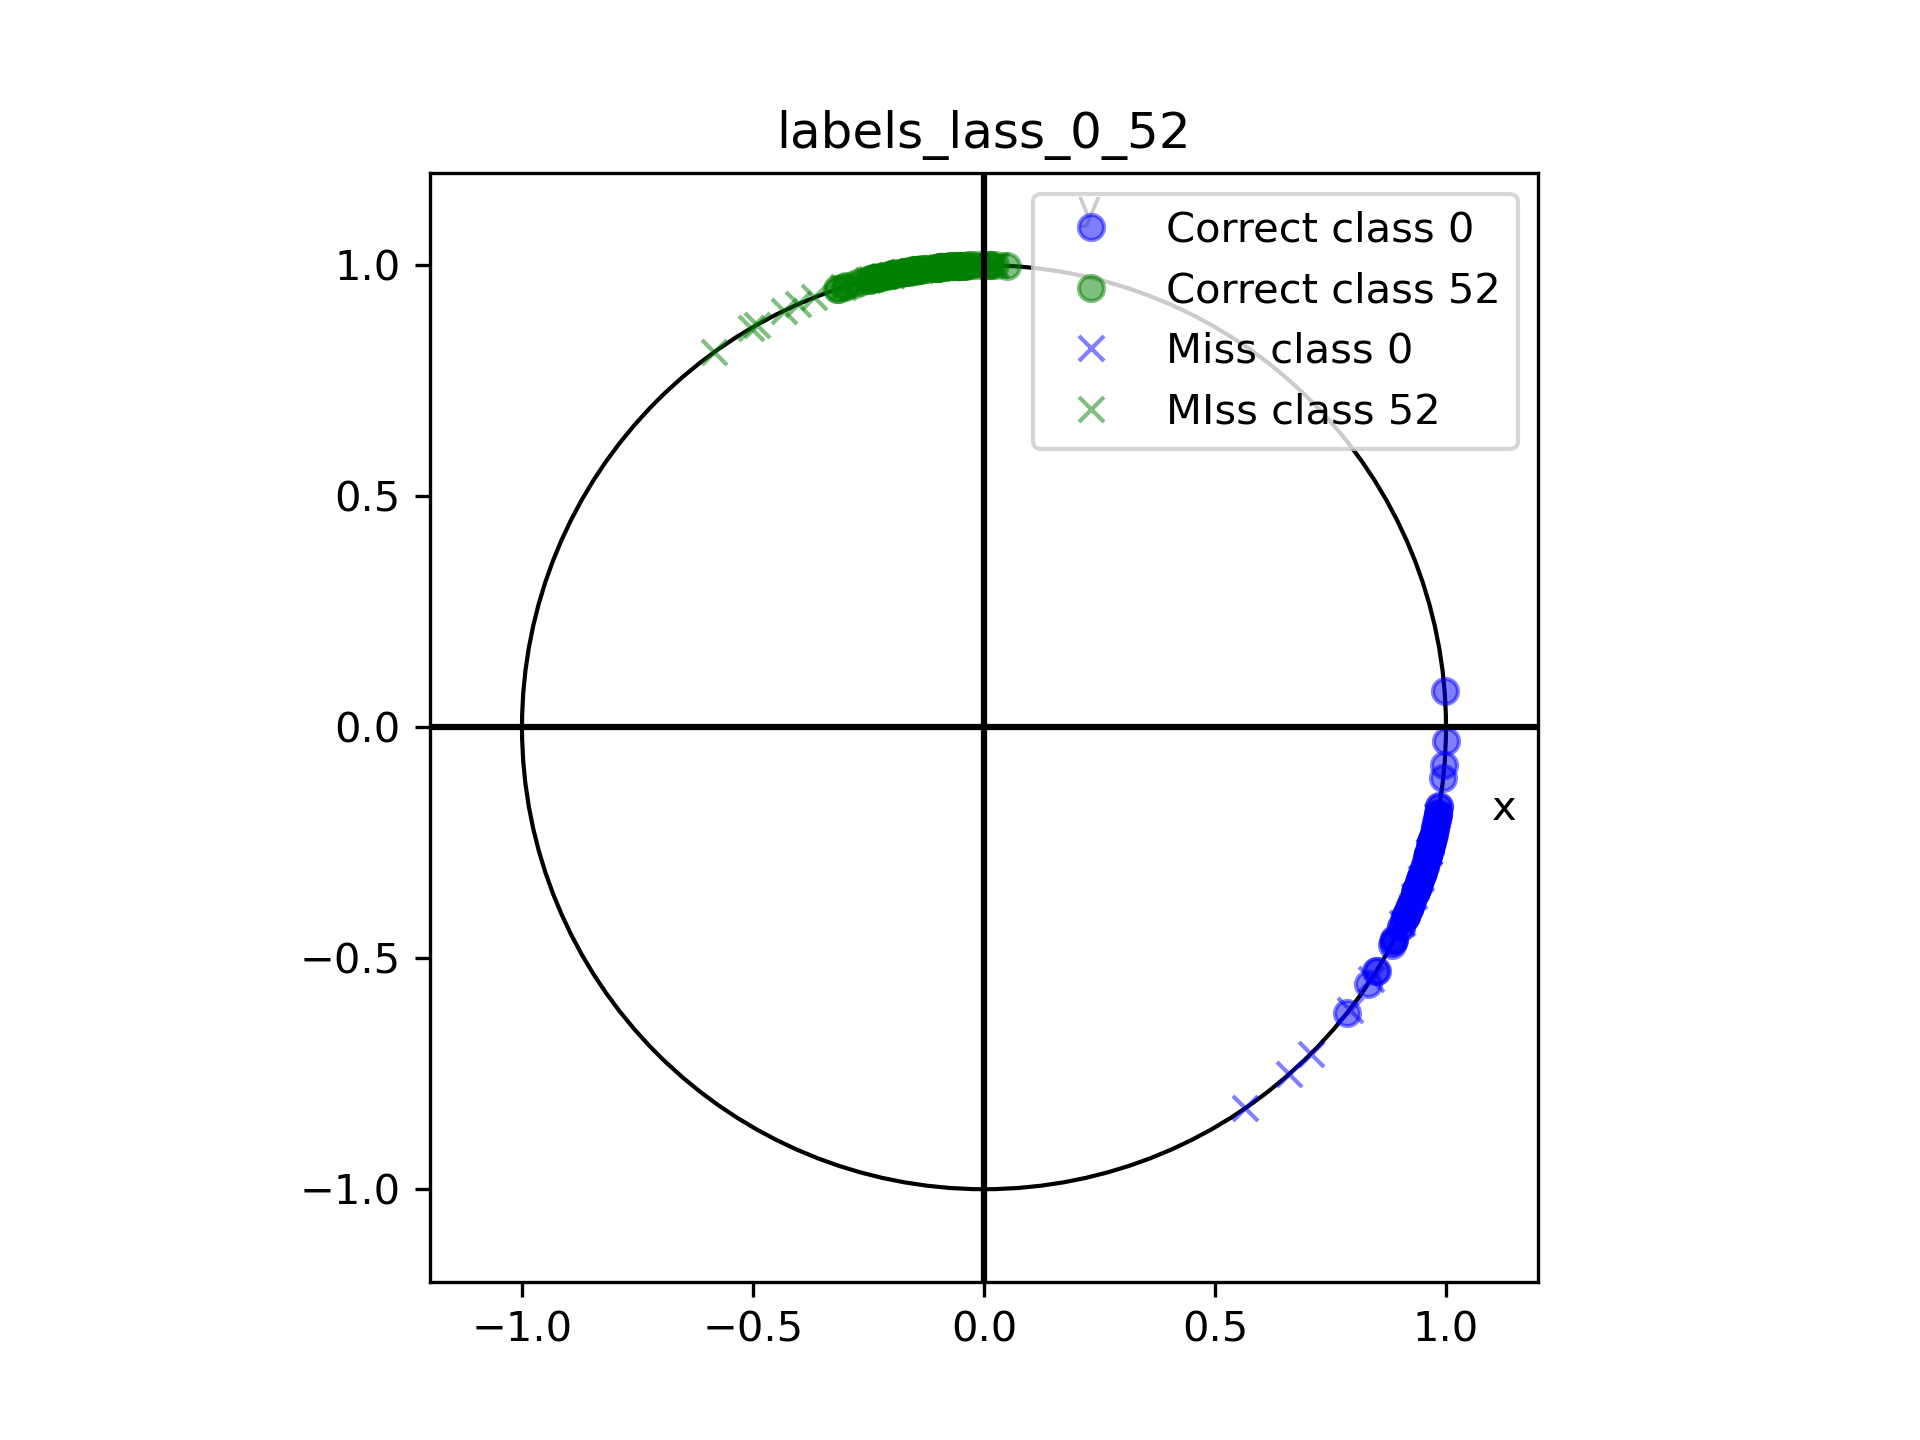 labels_lass_0_52
Y
Correct class 0
Correct class 52
Miss class 0
MIss class 52
1.0
0.5
0.0
−0.5
−1.0
x
−1.0 −0.5 0.0 0.5 1.0